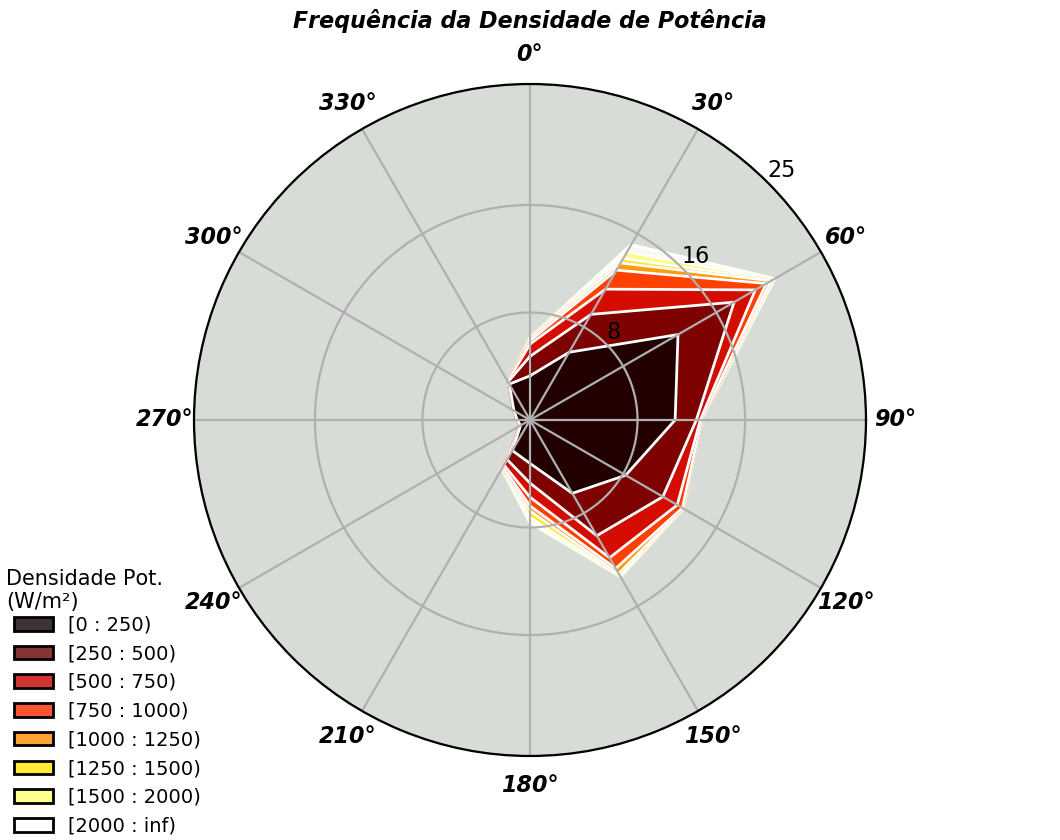 Frequência da Densidade de Potência
0°
330°
30°
25
300°
60°
16
8
270°
90°
240°
120°
210°
150°
180°
Densidade Pot.
(W/m²)
[0 : 250)
[250 : 500)
[500 : 750)
[750 : 1000)
[1000 : 1250)
[1250 : 1500)
[1500 : 2000)
[2000 : inf)